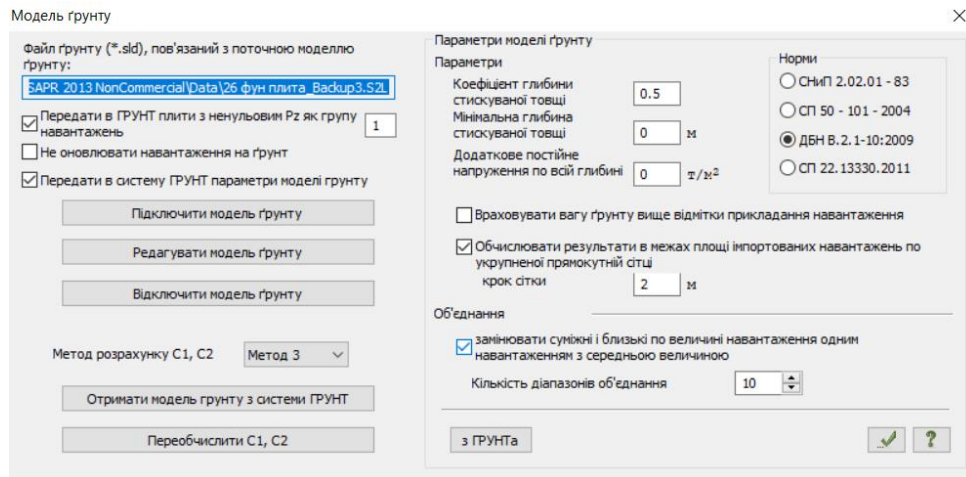 Модель ґрунту
Файл ґрунту (*.sld), пов'язаний з поточною моделлю
ґрунту:
SAPR 2013 NonCommercial\Data\26 фун плита_Backup3.S2L
Передати в ГРУНТ плити з ненульовим Pz як групу
навантажень
1
Не оновлювати навантаження на ґрунт
Передати в систему ГРУНТ параметри моделі грунту
Підключити модель ґрунту
Редагувати модель ґрунту
Відключити модель ґрунту
Метод розрахунку C1, C2
Метод 3
Отримати модель грунту з системи ГРУНТ
Переобчислити C1, C2
Параметри моделі ґрунту
Параметри
Коефіцієнт глибини
стискуваної товщі
0.5
Мінімальна глибина
стискуваної товщі
0 м
Додаткове постійне
напруження по всій глибині
0 т/м²
Норми
СНиП 2.02.01 - 83
СП 50 - 101 - 2004
ДБН В.2.1-10:2009
СП 22.13330.2011
Враховувати вагу ґрунту вище відмітки прикладання навантаження
Обчислювати результати в межах площі імпортованих навантажень по
укрупненої прямокутній сітці
крок сітки 2 м
Об'єднання
замінювати суміжні і близькі по величині навантаження одним
навантаженням з середньою величиною
Кількість діапазонів об'єднання 10
з ГРУНТа
?